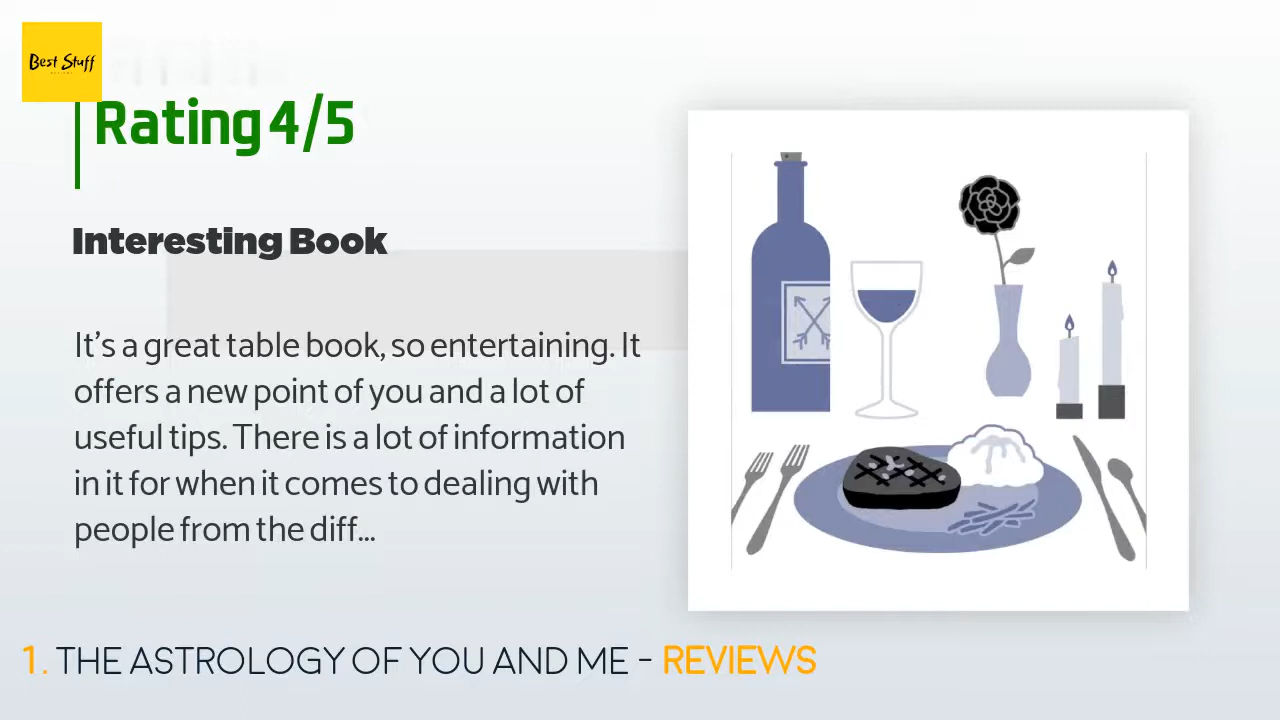 Best Stuff
Rating 4/5
Interesting Book
It's a great table book, so entertaining. It
offers a new point of you and a lot of
useful tips. There is a lot of information
in it for when it comes to dealing with
people from the diff...
1. THE ASTROLOGY OF YOU AND ME - REVIEWS